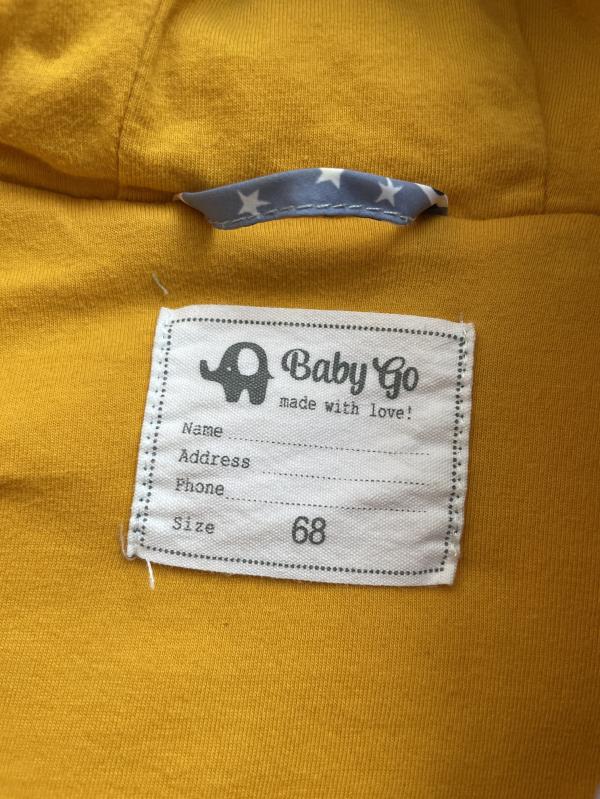 Baby Go
made with love!
Name
Address
Phone
Size 68